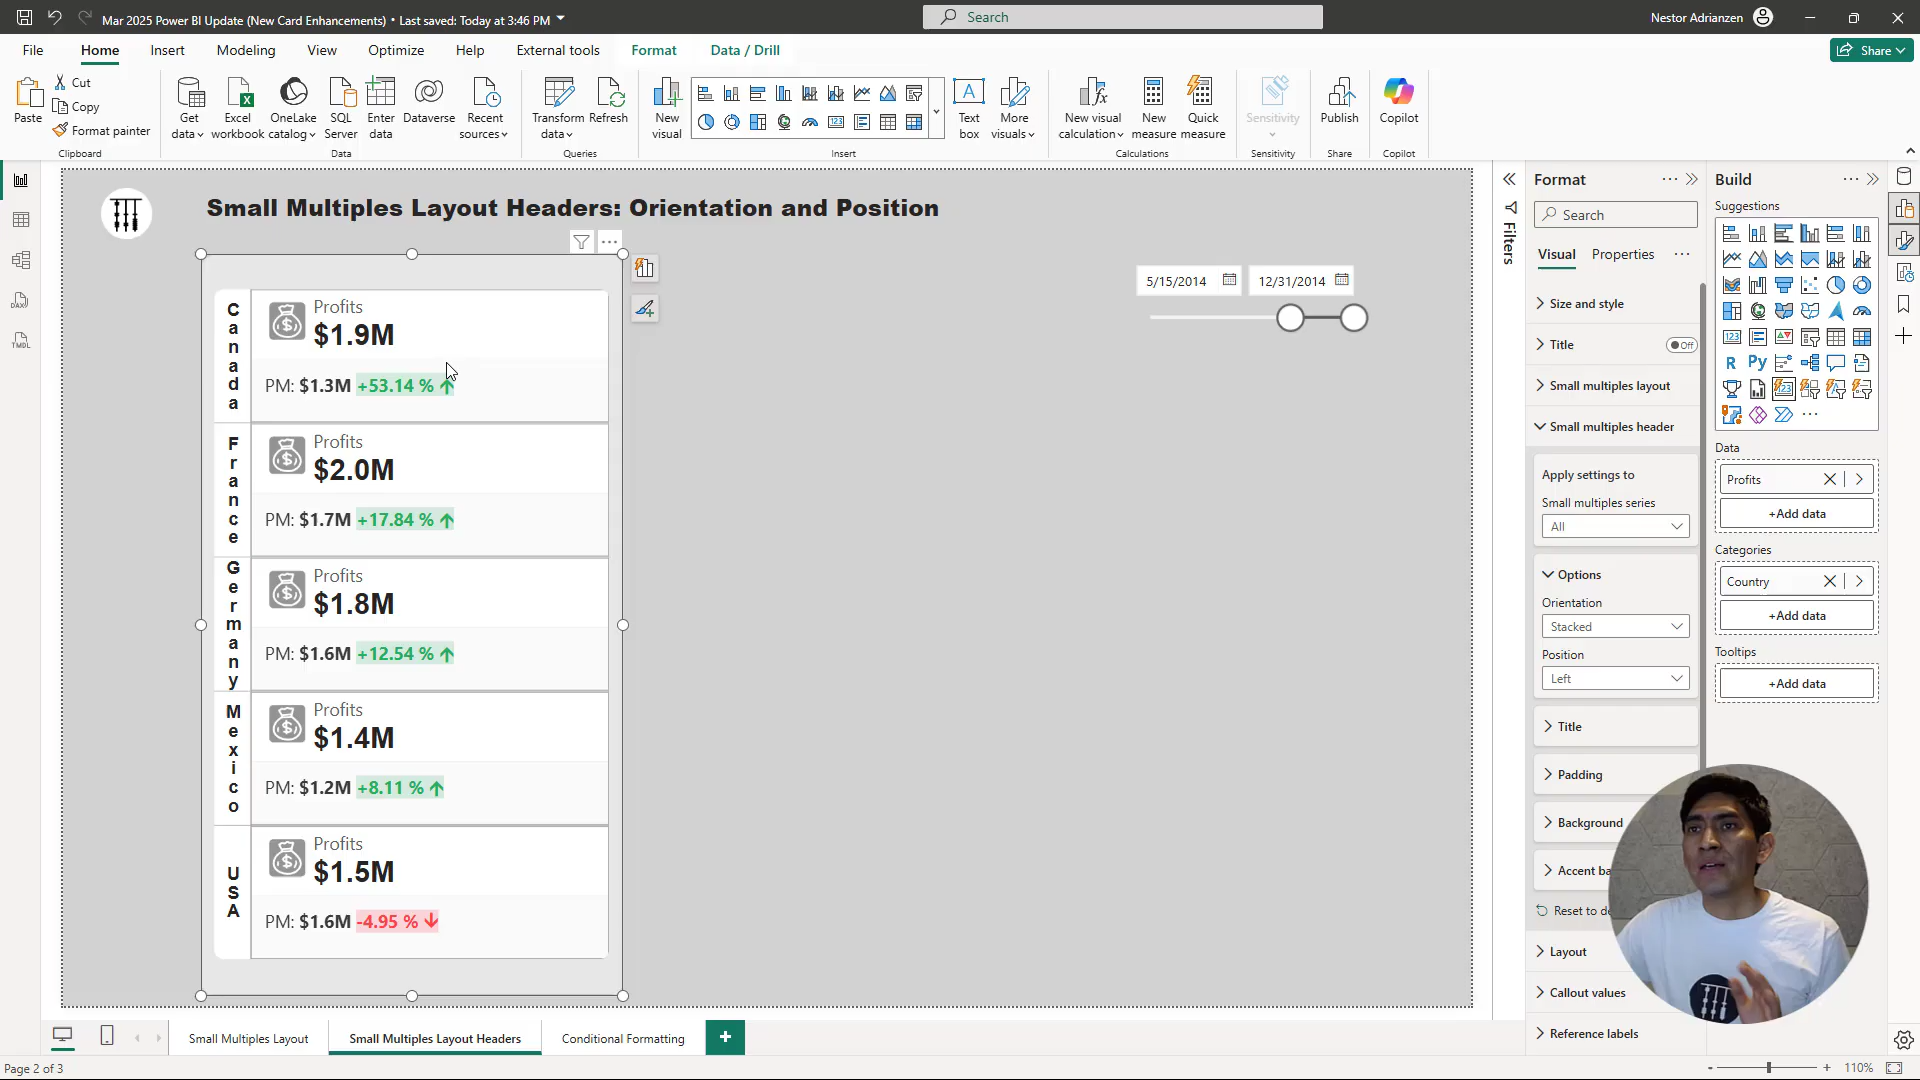 Mar 2025 Power BI Update (New Card Enhancements) • Last saved: Today at 3:46 PM
Search
Nestor Adrianzen
File
Home
Insert
Modeling
View
Optimize
Help
External tools
Format
Data / Drill
Share
Paste
Cut
Copy
Format painter
Clipboard
Get data
Excel workbook
OneLake catalog
SQL Server
Enter data
Dataverse
Recent sources
Data
Transform data
Refresh
Queries
New visual
Text box
More visuals
Insert
New visual calculation
New measure
Quick measure
Calculations
Sensitivity
Sensitivity
Publish
Share
Copilot
Copilot
Small Multiples Layout Headers: Orientation and Position
Canada
Profits
$1.9M
PM: $1.3M +53.14 %
France
Profits
$2.0M
PM: $1.7M +17.84 %
Germany
Profits
$1.8M
PM: $1.6M +12.54 %
Mexico
Profits
$1.4M
PM: $1.2M +8.11 %
USA
Profits
$1.5M
PM: $1.6M -4.95 %
5/15/2014
12/31/2014
Filters
Format
Search
Visual
Properties
Size and style
Title
Off
Small multiples layout
Small multiples header
Apply settings to
Small multiples series
All
Options
Orientation
Stacked
Position
Left
Title
Padding
Background
Accent ba
Reset to de
Layout
Callout values
Reference labels
Build
Suggestions
R
Py
123
Data
Profits
+Add data
Categories
Country
+Add data
Tooltips
+Add data
DAX
TMDL
Small Multiples Layout
Small Multiples Layout Headers
Conditional Formatting
+
Page 2 of 3
- + 110%